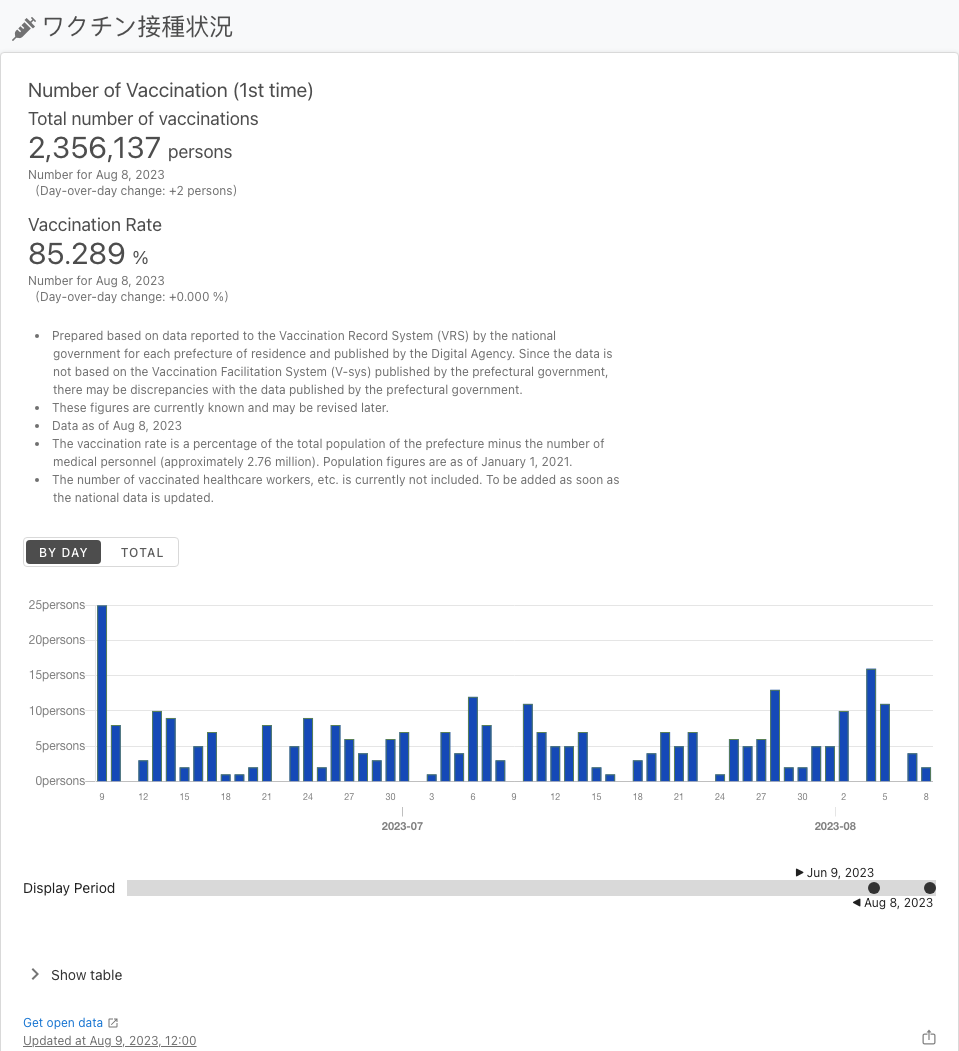 ワクチン接種状況
Number of Vaccination (1st time)
Total number of vaccinations
2,356,137 persons
Number for Aug 8, 2023
(Day-over-day change: +2 persons)
Vaccination Rate
85.289 %
Number for Aug 8, 2023
(Day-over-day change: +0.000 %)
• Prepared based on data reported to the Vaccination Record System (VRS) by the national
government for each prefecture of residence and published by the Digital Agency. Since the data is
not based on the Vaccination Facilitation System (V-sys) published by the prefectural government,
there may be discrepancies with the data published by the prefectural government.
• These figures are currently known and may be revised later.
• Data as of Aug 8, 2023
• The vaccination rate is a percentage of the total population of the prefecture minus the number of
medical personnel (approximately 2.76 million). Population figures are as of January 1, 2021.
• The number of vaccinated healthcare workers, etc. is currently not included. To be added as soon as
the national data is updated.
BY DAY TOTAL
25persons
20persons
15persons
10persons
5persons
0persons
9 12 15 18 21 24 27 30 3 6 9 12 15 18 21 24 27 30 2 5 8
2023-07 2023-08
Jun 9, 2023
Display Period
Aug 8, 2023
Show table
Get open data
Updated at Aug 9, 2023, 12:00